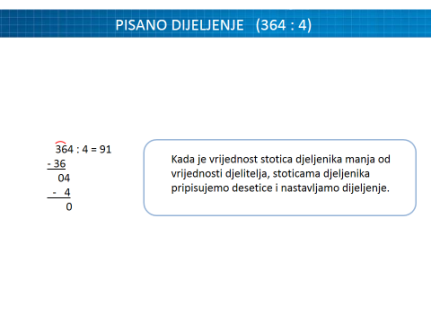 PISANO DIJELJENJE (364 : 4)
364 : 4 = 91
- 36
04
- 4
0
Kada je vrijednost stotica djeljenika manja od
vrijednosti djelitelja, stoticama djeljenika
pripisujemo desetice i nastavljamo dijeljenje.